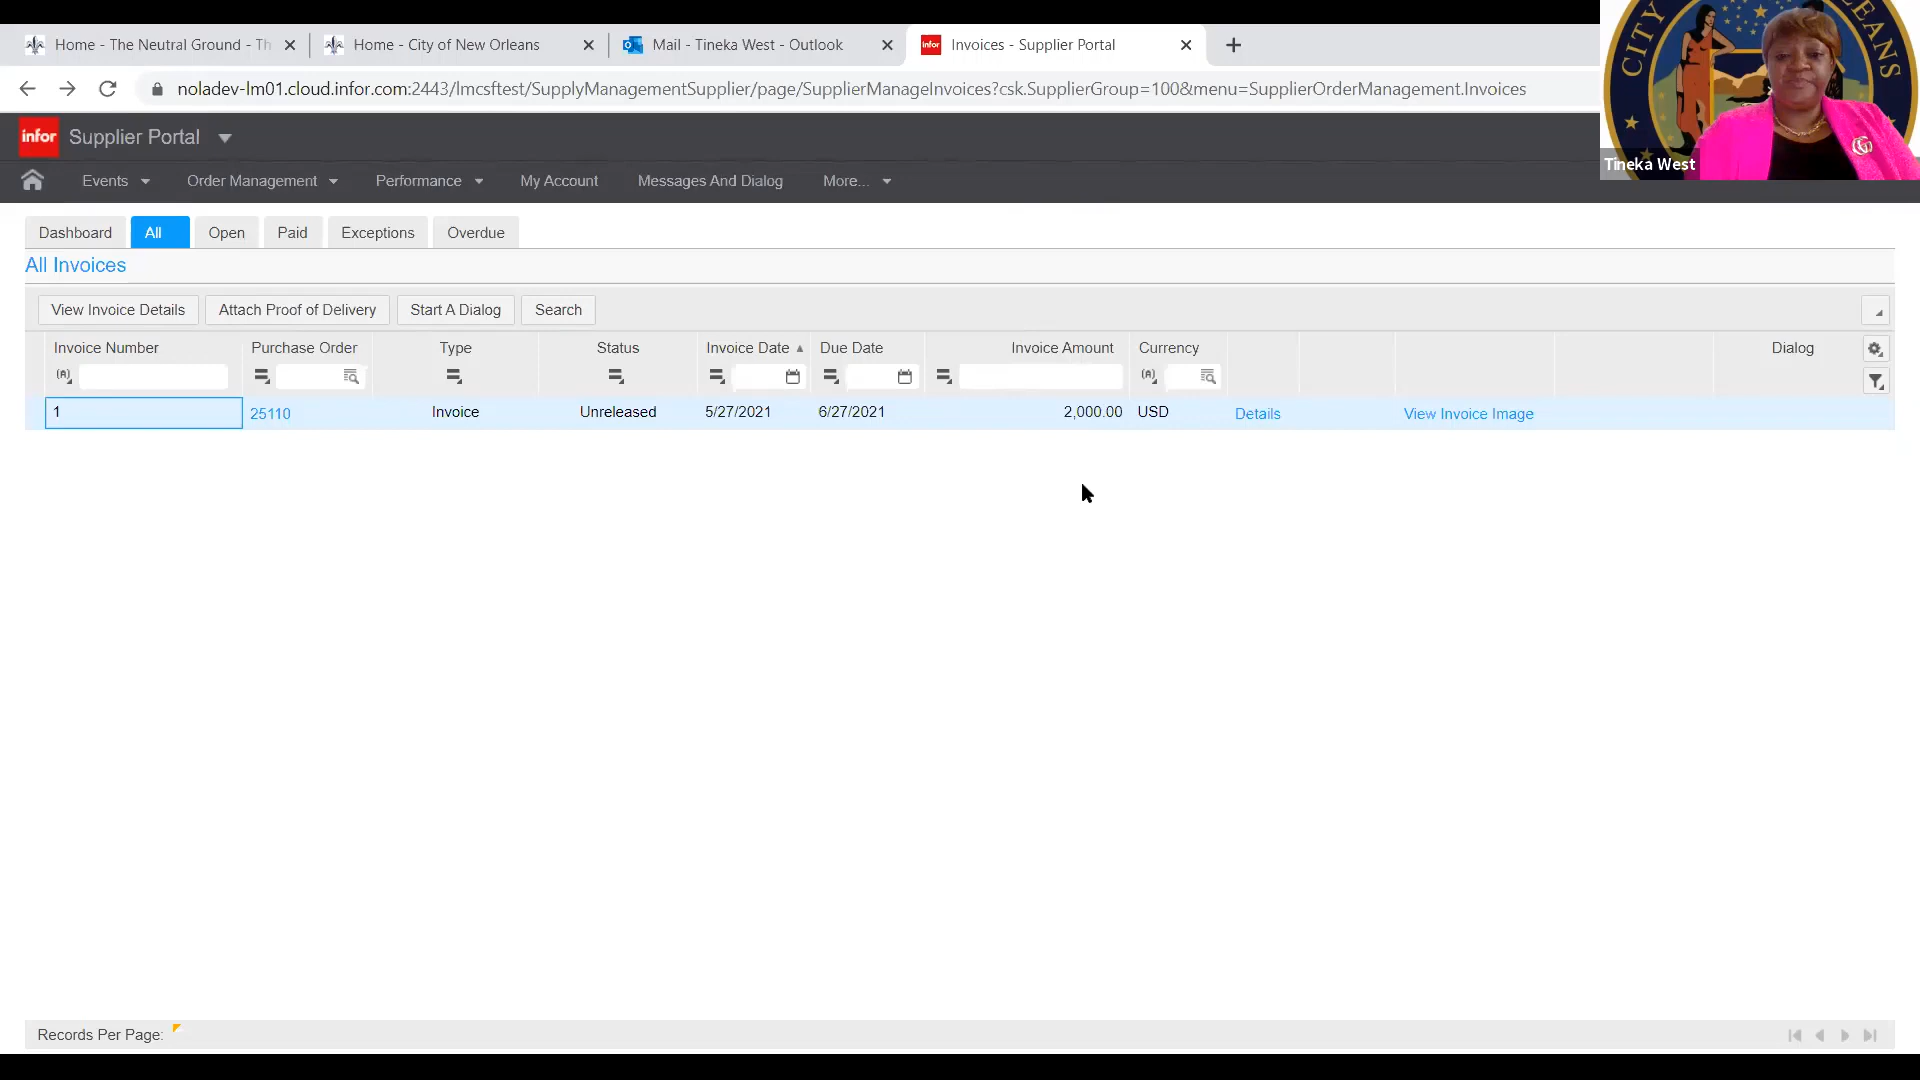 Home - The Neutral Ground - Th
Home - City of New Orleans
Mail - Tineka West - Outlook
infor Invoices - Supplier Portal
noladev-lm01.cloud.infor.com:2443/lmcsftest/SupplyManagementSupplier/page/SupplierManageInvoices?csk.SupplierGroup=100&menu=SupplierOrderManagement.Invoices
CITY
LEANS
Tineka West
infor Supplier Portal
Events Order Management Performance My Account Messages And Dialog More...
Dashboard All Open Paid Exceptions Overdue
All Invoices
View Invoice Details Attach Proof of Delivery Start A Dialog Search
Invoice Number Purchase Order Type Status Invoice Date Due Date Invoice Amount Currency Dialog
1 25110 Invoice Unreleased 5/27/2021 6/27/2021 2,000.00 USD Details View Invoice Image
Records Per Page: